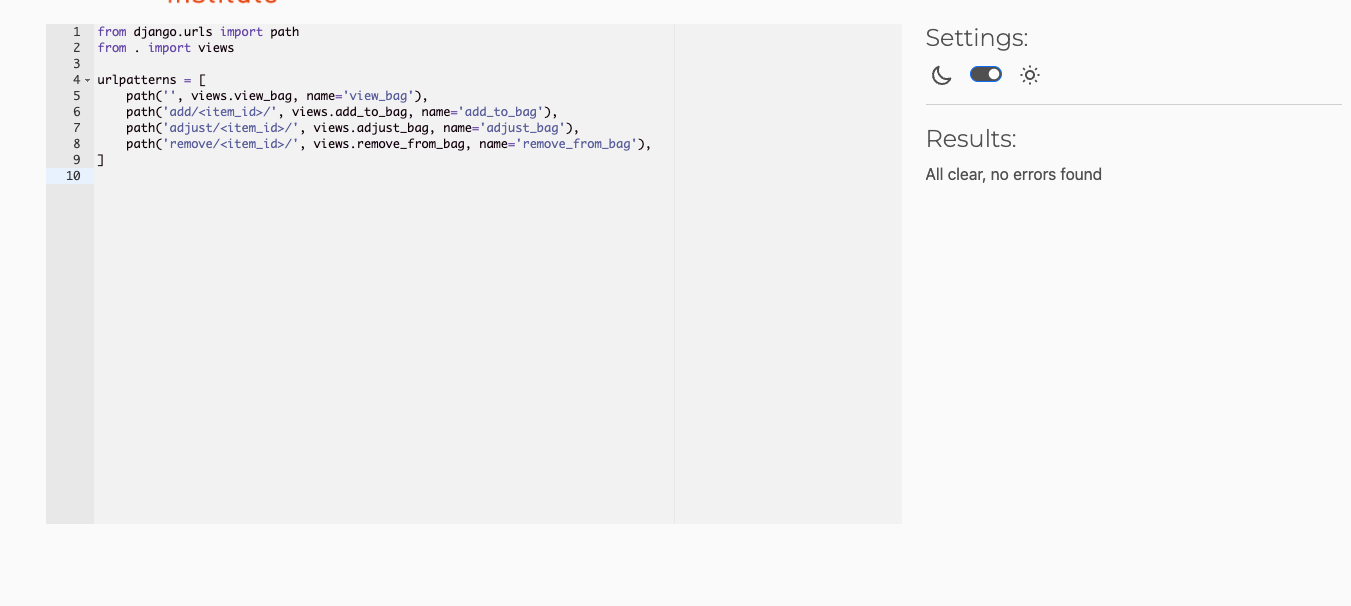 from django.urls import path
from . import views
urlpatterns = [
path('', views.view_bag, name='view_bag'),
path('add/<item_id>/', views.add_to_bag, name='add_to_bag'),
path('adjust/<item_id>/', views.adjust_bag, name='adjust_bag'),
path('remove/<item_id>/', views.remove_from_bag, name='remove_from_bag'),
]
1
2
3
4
5
6
7
8
9
10
Settings:
Results:
All clear, no errors found